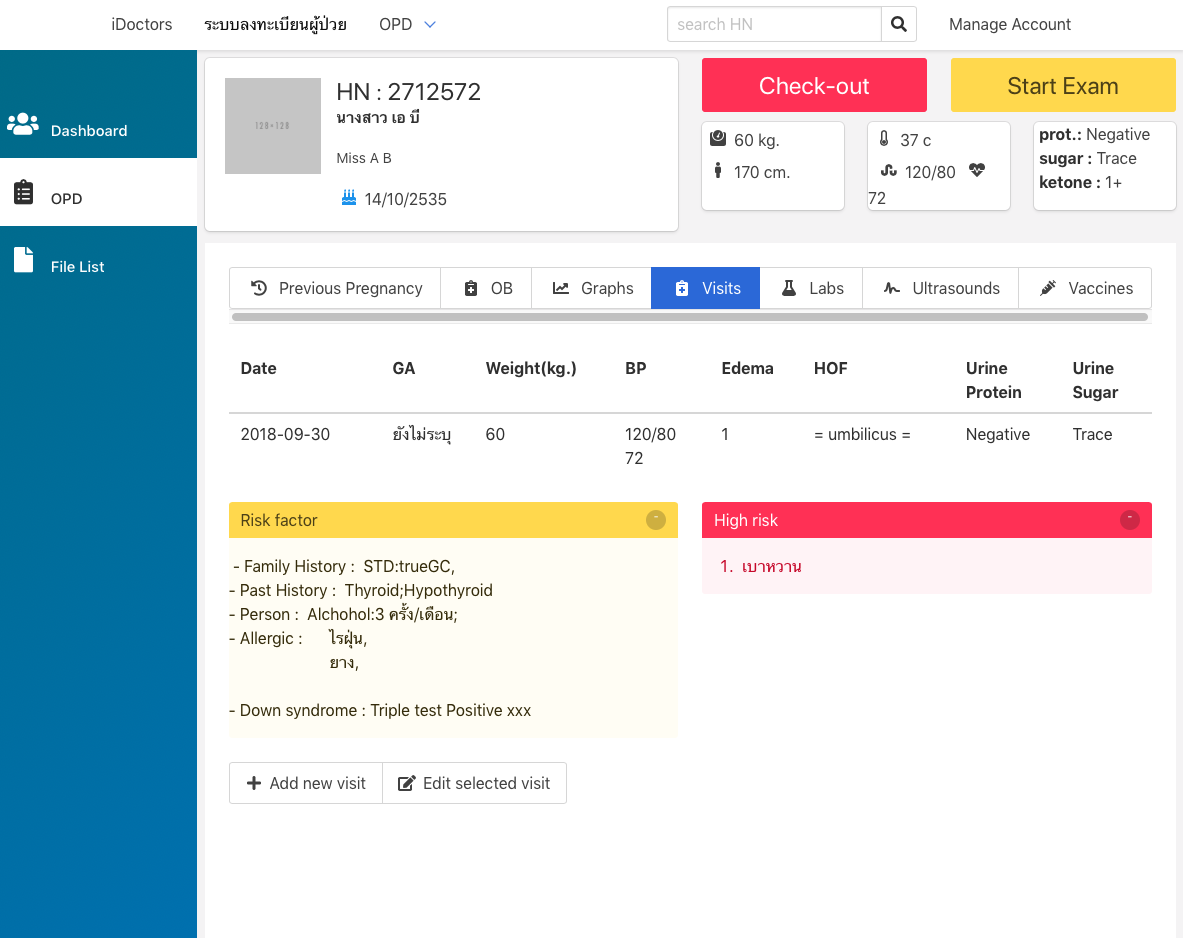 iDoctors ระบบลงทะเบียนผู้ป่วย OPD search HN Manage Account
Dashboard
OPD
File List
128×128
HN : 2712572
นางสาว เอ บี
Miss A B
14/10/2535
Check-out
Start Exam
60 kg.
170 cm.
37 c
120/80
72
prot.: Negative
sugar : Trace
ketone : 1+
Previous Pregnancy OB Graphs Visits Labs Ultrasounds Vaccines
Date GA Weight(kg.) BP Edema HOF Urine Protein Urine Sugar
2018-09-30 ยังไม่ระบุ 60 120/80 1 = umbilicus = Negative Trace
72
Risk factor
- Family History : STD:trueGC,
- Past History : Thyroid;Hypothyroid
- Person : Alchohol:3 ครั้ง/เดือน;
- Allergic : ไรฝุ่น,
ยาง,
- Down syndrome : Triple test Positive xxx
High risk
1. เบาหวาน
Add new visit Edit selected visit